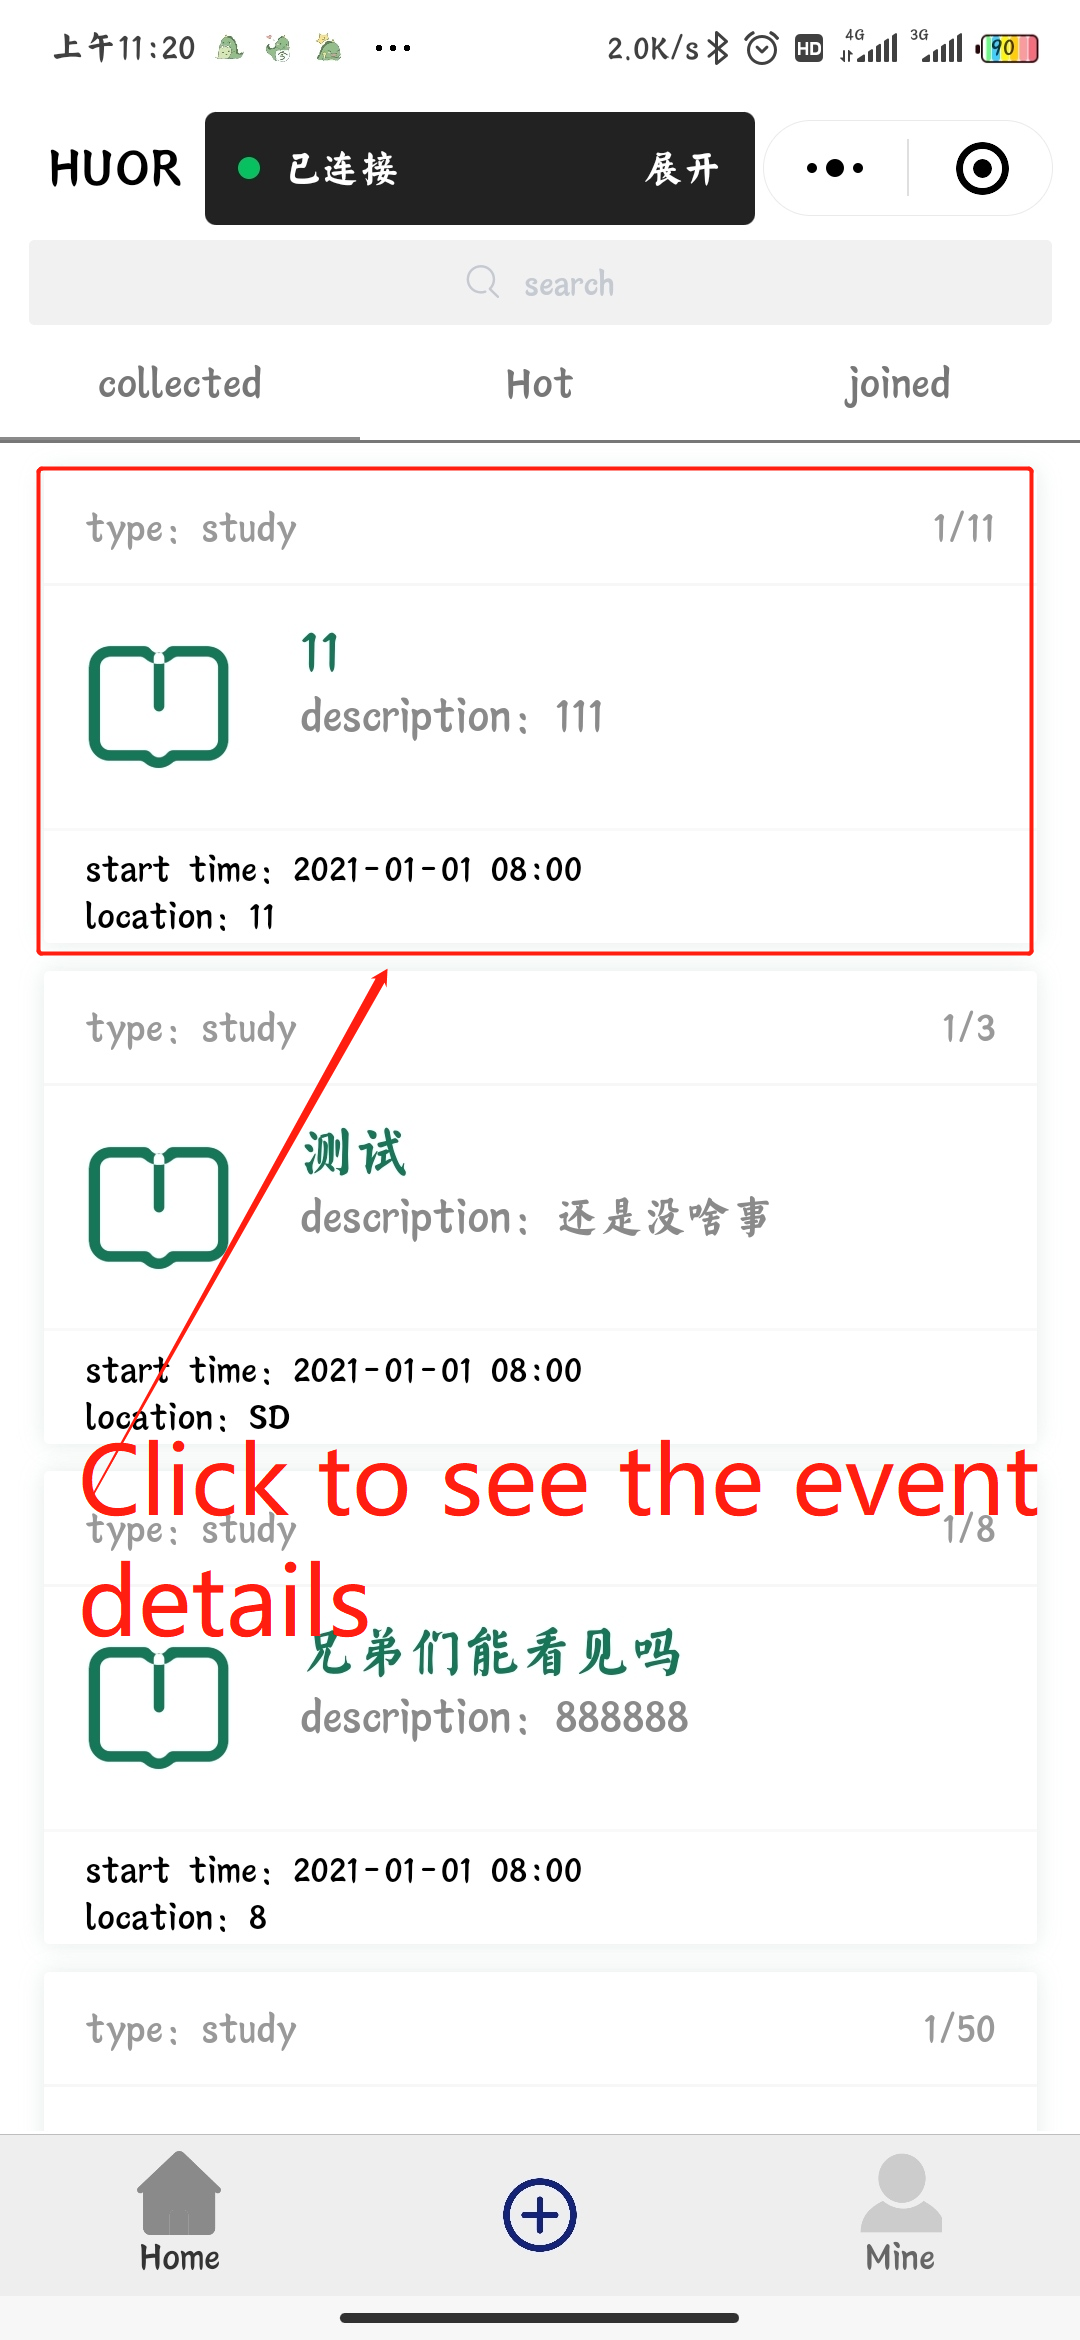 上午11:20 ... 2.0K/s HD 4G 3G 90
HUOR 已连接 展开
search
collected Hot joined
type: study 1/11
11
description: 111
start time: 2021-01-01 08:00
location: 11
type: study 1/3
测试
description: 还是没啥事
start time: 2021-01-01 08:00
location: SD
Click to see the event
type: study 1/8
details
兄弟们能看见吗
description: 888888
start time: 2021-01-01 08:00
location: 8
type: study 1/50
Home Mine